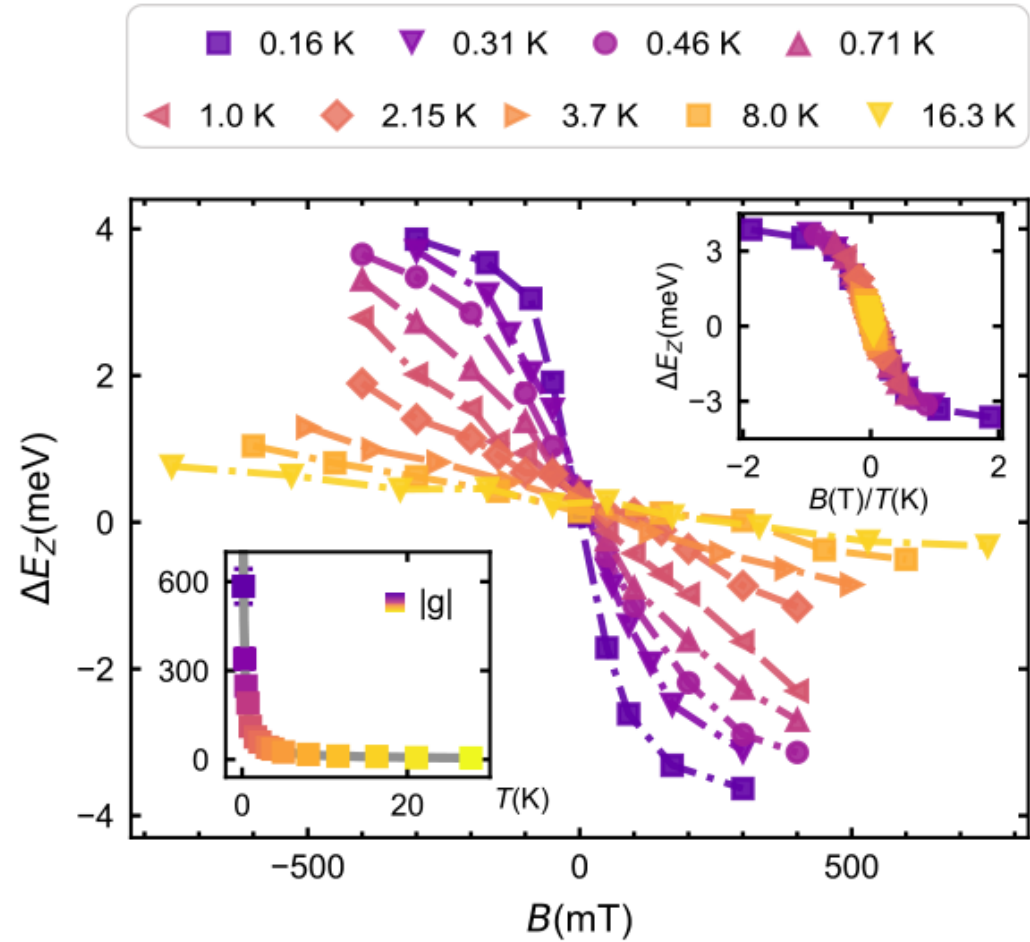 0.16 K 0.31 K 0.46 K 0.71 K
1.0 K 2.15 K 3.7 K 8.0 K 16.3 K
4
2
0
−2
−4
ΔE_Z(meV)
−500 0 500
B(mT)
3
0
−3
ΔE_Z(meV)
−2 0 2
B(T)/T(K)
600
300
0
|g|
0 20 T(K)